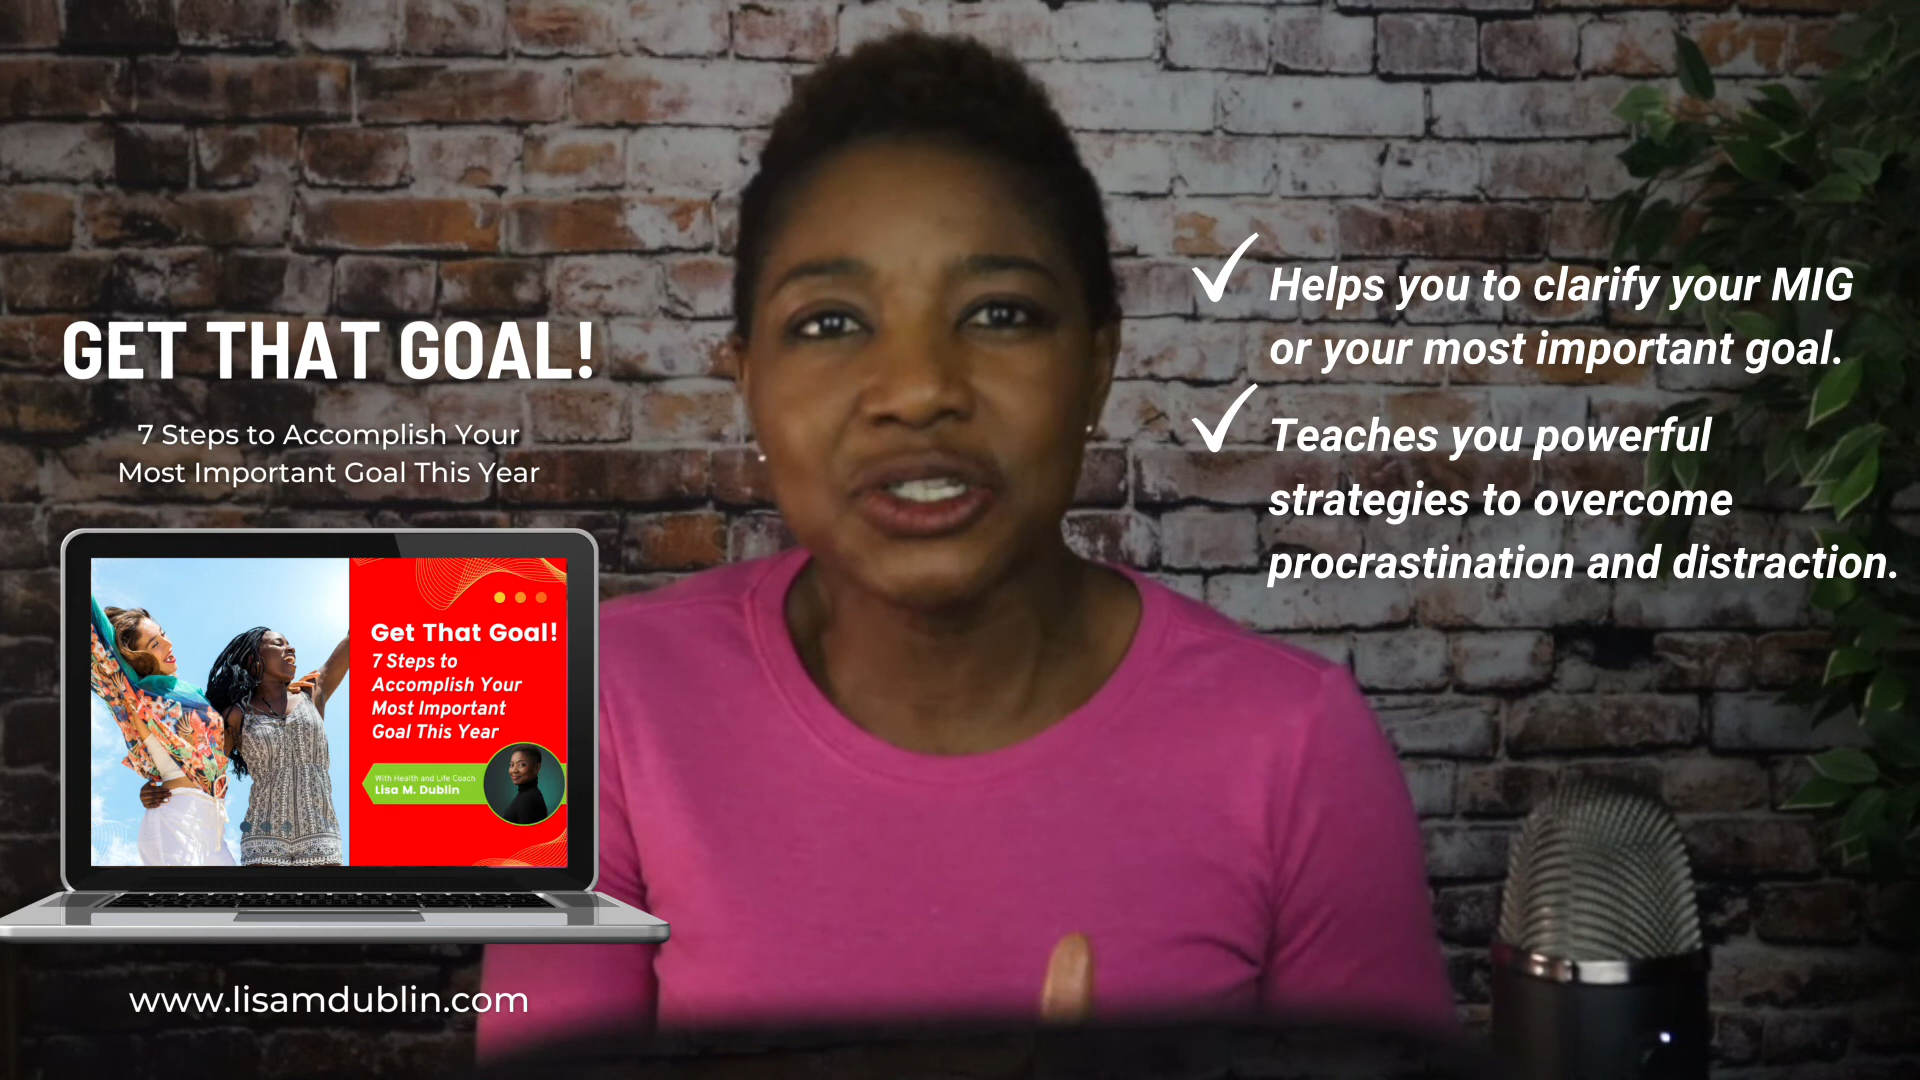 GET THAT GOAL!
7 Steps to Accomplish Your
Most Important Goal This Year
Get That Goal!
7 Steps to
Accomplish Your
Most Important
Goal This Year
With Health and Life Coach
Lisa M. Dublin
www.lisamdublin.com
Helps you to clarify your MIG
or your most important goal.
Teaches you powerful
strategies to overcome
procrastination and distraction.